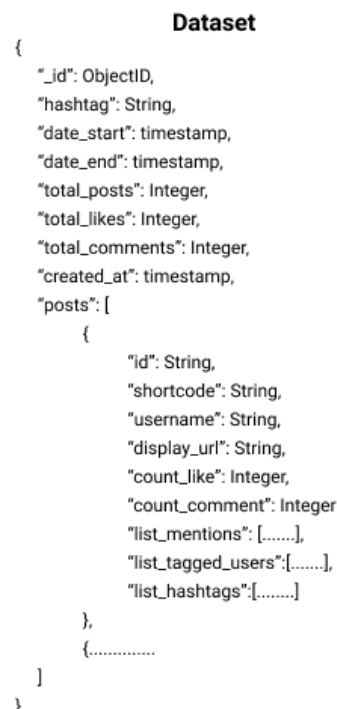 Dataset
{
“_id”: ObjectID,
“hashtag”: String,
“date_start”: timestamp,
“date_end”: timestamp,
“total_posts”: Integer,
“total_likes”: Integer,
“total_comments”: Integer,
“created_at”: timestamp,
“posts”: [
{
“id”: String,
“shortcode”: String,
“username”: String,
“display_url”: String,
“count_like”: Integer,
“count_comment”: Integer
“list_mentions”: [.......],
“list_tagged_users”:[.......],
“list_hashtags”:[........]
},
{..............
]
}